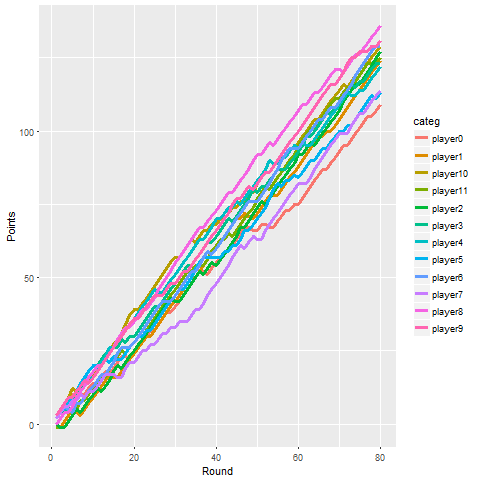 Points
100
50
0
0
20
40
60
80
Round
categ
player0
player1
player10
player11
player2
player3
player4
player5
player6
player7
player8
player9